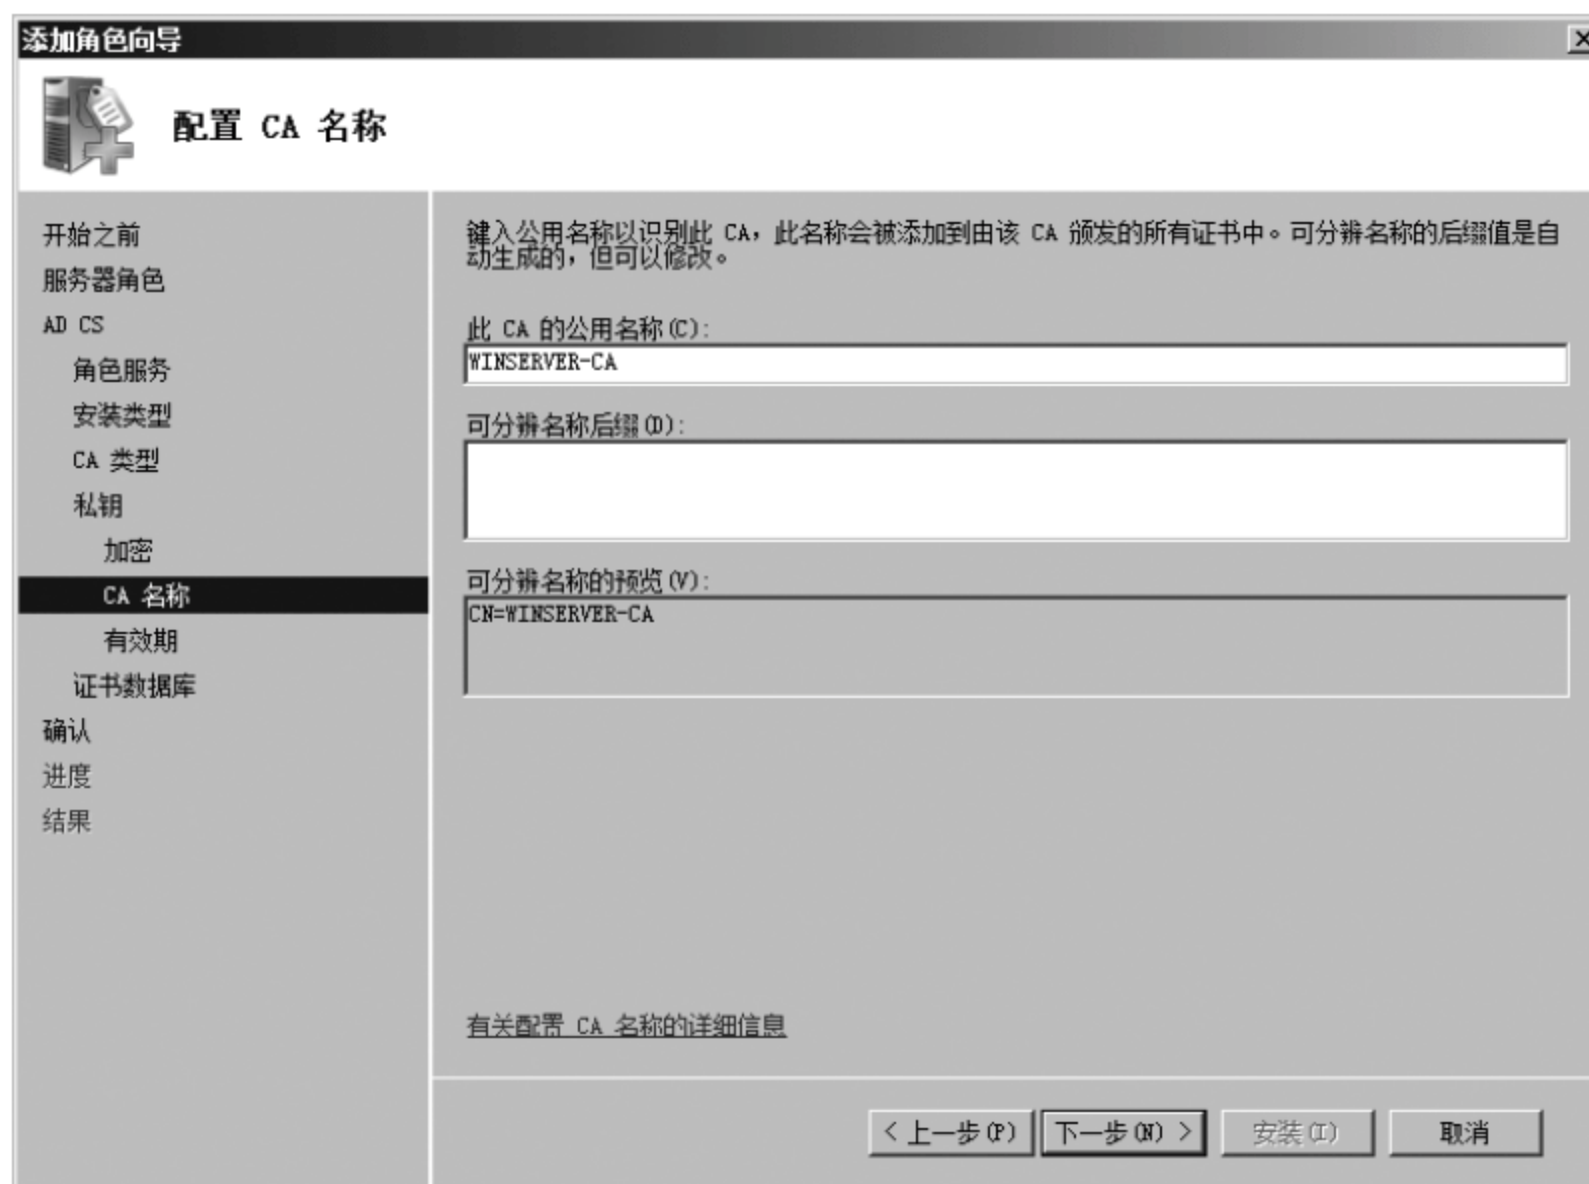 添加角色向导
配置 CA 名称
开始之前
服务器角色
AD CS
角色服务
安装类型
CA 类型
私钥
加密
CA 名称
有效期
证书数据库
确认
进度
结果
键入公用名称以识别此 CA，此名称会被添加到由该 CA 颁发的所有证书中。可分辨名称的后缀值是自
动生成的，但可以修改。
此 CA 的公用名称(C):
WINSERVER-CA
可分辨名称后缀(D):
可分辨名称的预览(V):
CN=WINSERVER-CA
有关配置 CA 名称的详细信息
< 上一步(P)
下一步(N) >
安装(I)
取消